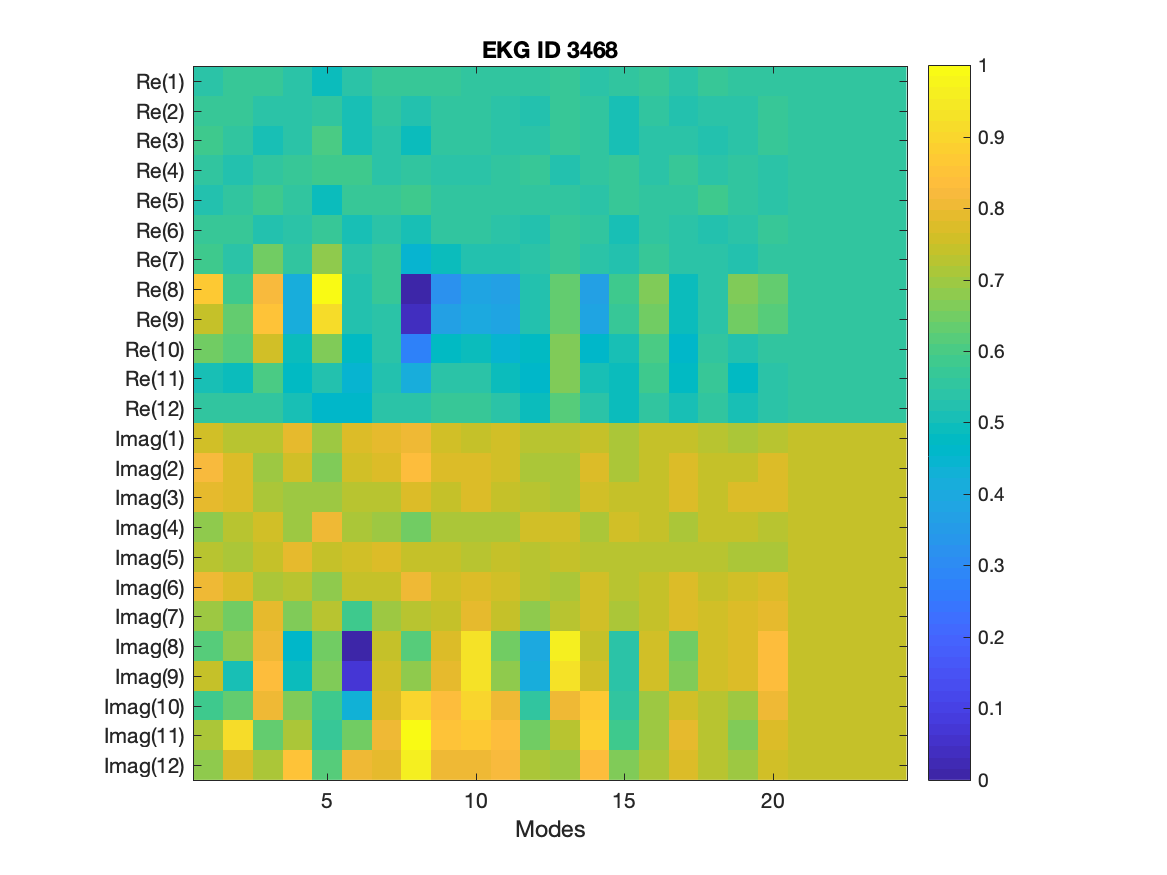 EKG ID 3468
Re(1)
Re(2)
Re(3)
Re(4)
Re(5)
Re(6)
Re(7)
Re(8)
Re(9)
Re(10)
Re(11)
Re(12)
Imag(1)
Imag(2)
Imag(3)
Imag(4)
Imag(5)
Imag(6)
Imag(7)
Imag(8)
Imag(9)
Imag(10)
Imag(11)
Imag(12)
5 10 15 20
Modes
1
0.9
0.8
0.7
0.6
0.5
0.4
0.3
0.2
0.1
0